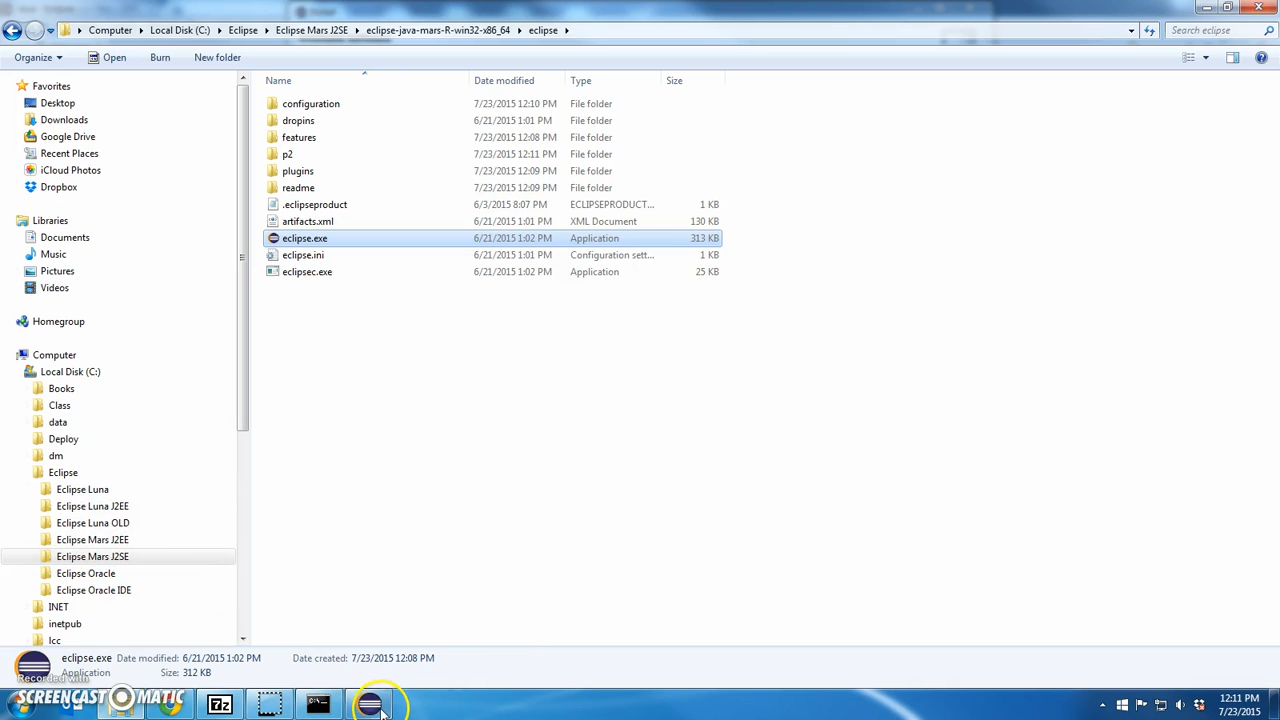 Computer Local Disk (C:) Eclipse Eclipse Mars J2SE eclipse-java-mars-R-win32-x86_64 eclipse Search eclipse
Organize Open Burn New folder
Name Date modified Type Size
configuration 7/23/2015 12:10 PM File folder
dropins 6/21/2015 1:01 PM File folder
features 7/23/2015 12:08 PM File folder
p2 7/23/2015 12:11 PM File folder
plugins 7/23/2015 12:09 PM File folder
readme 7/23/2015 12:09 PM File folder
.eclipseproduct 6/3/2015 8:07 PM ECLIPSEPRODUCT... 1 KB
artifacts.xml 6/21/2015 1:01 PM XML Document 130 KB
eclipse.exe 6/21/2015 1:02 PM Application 313 KB
eclipse.ini 6/21/2015 1:01 PM Configuration sett... 1 KB
eclipsec.exe 6/21/2015 1:02 PM Application 25 KB
Favorites
Desktop
Downloads
Google Drive
Recent Places
iCloud Photos
Dropbox
Libraries
Documents
Music
Pictures
Videos
Homegroup
Computer
Local Disk (C:)
Books
Class
data
Deploy
dm
Eclipse
Eclipse Luna
Eclipse Luna J2EE
Eclipse Luna OLD
Eclipse Mars J2EE
Eclipse Mars J2SE
Eclipse Oracle
Eclipse Oracle IDE
INET
inetpub
lcc
eclipse.exe Date modified: 6/21/2015 1:02 PM Date created: 7/23/2015 12:08 PM
Application Size: 312 KB
Recorded with
SCREENCAST-O-MATIC
7z
C:\
12:11 PM
7/23/2015